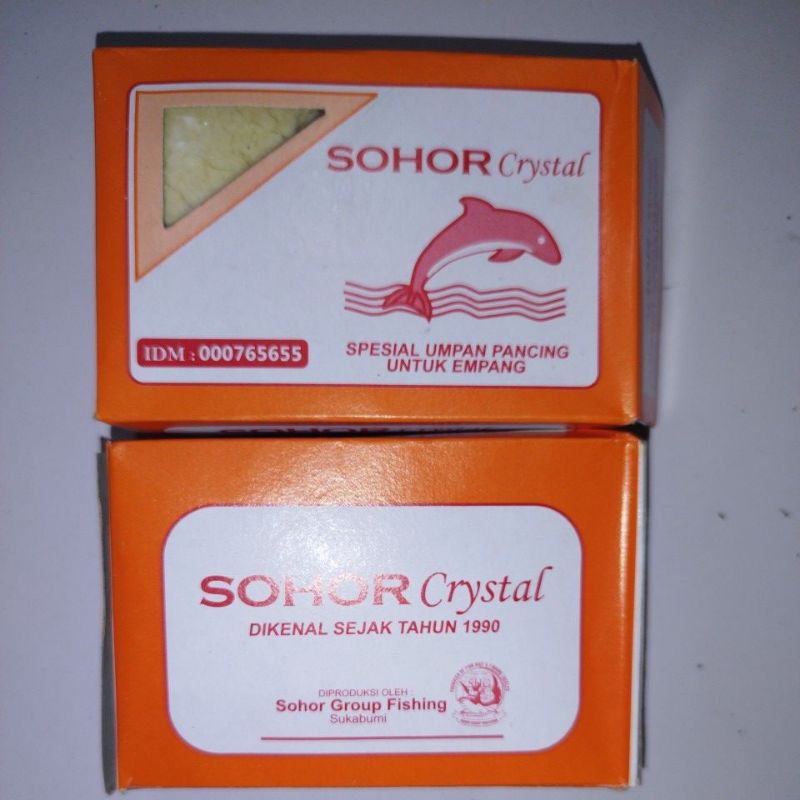 SOHOR Crystal
IDM : 000765655
SPESIAL UMPAN PANCING
UNTUK EMPANG
SOHOR Crystal
DIKENAL SEJAK TAHUN 1990
DIPRODUKSI OLEH :
Sohor Group Fishing
Sukabumi